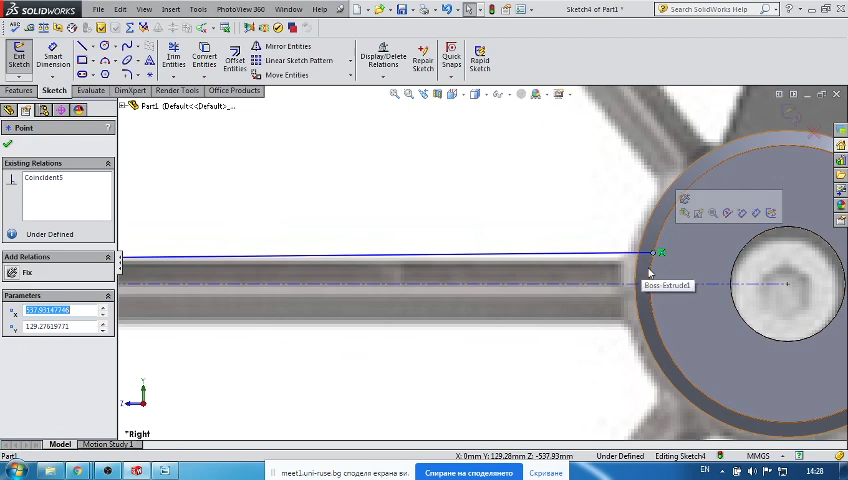 SOLIDWORKS File Edit View Insert Tools PhotoView 360 Window Help Sketch4 of Part1 * Search SolidWorks Help
Exit Sketch Smart Dimension Trim Entities Convert Entities Offset Entities Mirror Entities Linear Sketch Pattern Move Entities Display/Delete Relations Repair Sketch Quick Snaps Rapid Sketch
Features Sketch Evaluate DimXpert Render Tools Office Products
Part1 (Default<<Default>_...
Point ?
Existing Relations
Coincident5
Under Defined
Add Relations
Fix
Parameters
537.93147746
129.27619771
Boss-Extrude1
Y
Z
*Right
Model Motion Study 1
Part1 X: 0mm Y: 129.28mm Z: -537.93mm Under Defined Editing Sketch4 MMGS
meet1.uni-ruse.bg споделя екрана ви. Спиране на споделянето Скриване EN 14:28